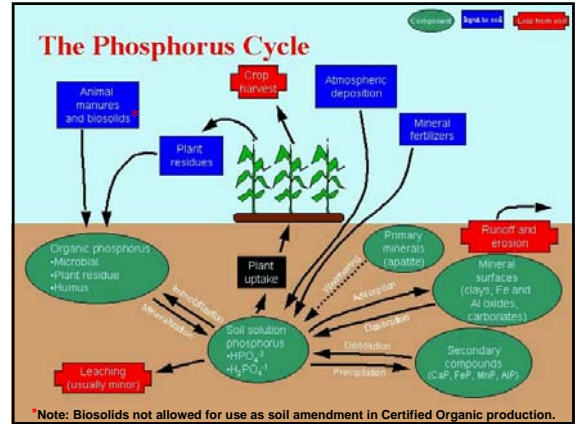 Component
Input to soil
Loss from soil
The Phosphorus Cycle
Animal
manures
and biosolids*
Crop
harvest
Atmospheric
deposition
Mineral
fertilizers
Plant
residues
Runoff and
erosion
Organic phosphorus
•Microbial
•Plant residue
•Humus
Plant
uptake
Primary
minerals
(apatite)
Weathering
Mineral
surfaces
(clays, Fe and
Al oxides,
carbonates)
Adsorption
Desorption
Immobilization
Mineralization
Soil solution
phosphorus
•HPO₄⁻²
•H₂PO₄⁻¹
Dissolution
Precipitation
Secondary
compounds
(CaP, FeP, MnP, AlP)
Leaching
(usually minor)
*Note: Biosolids not allowed for use as soil amendment in Certified Organic production.